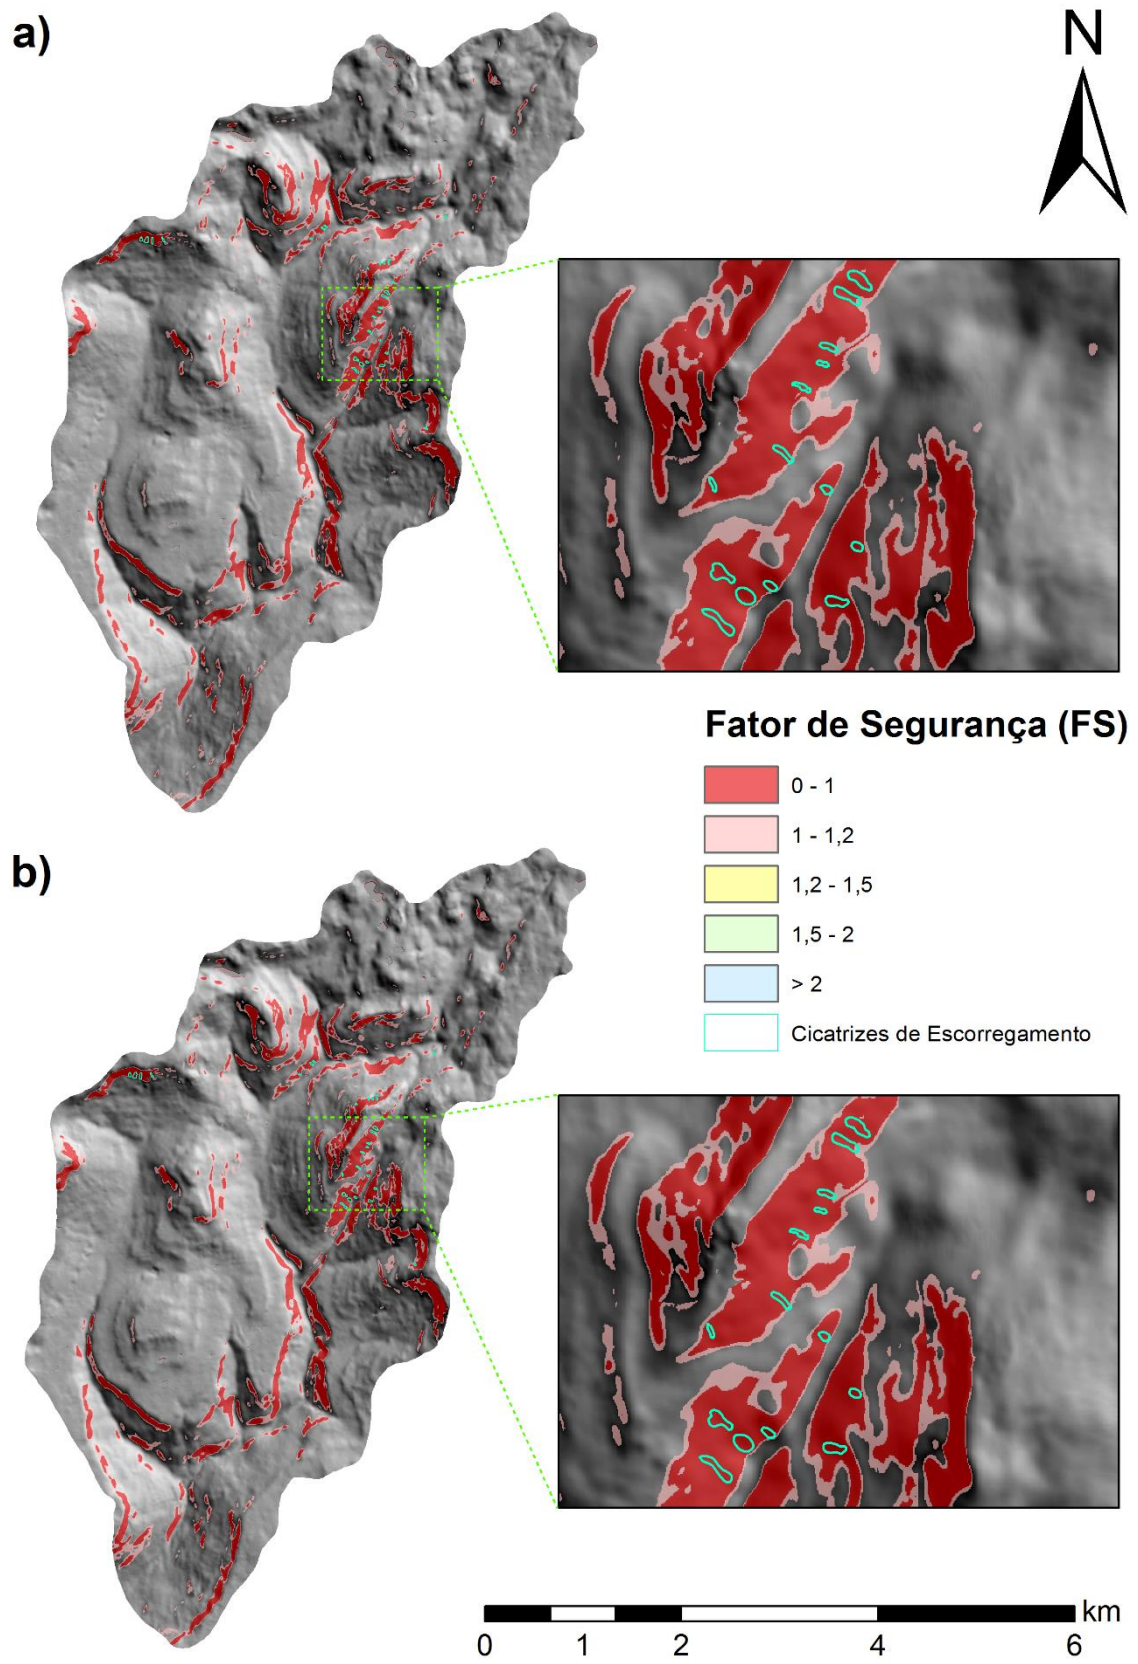 a)
N
Fator de Segurança (FS)
0 - 1
1 - 1,2
1,2 - 1,5
1,5 - 2
> 2
Cicatrizes de Escorregamento
b)
km
0 1 2 4 6